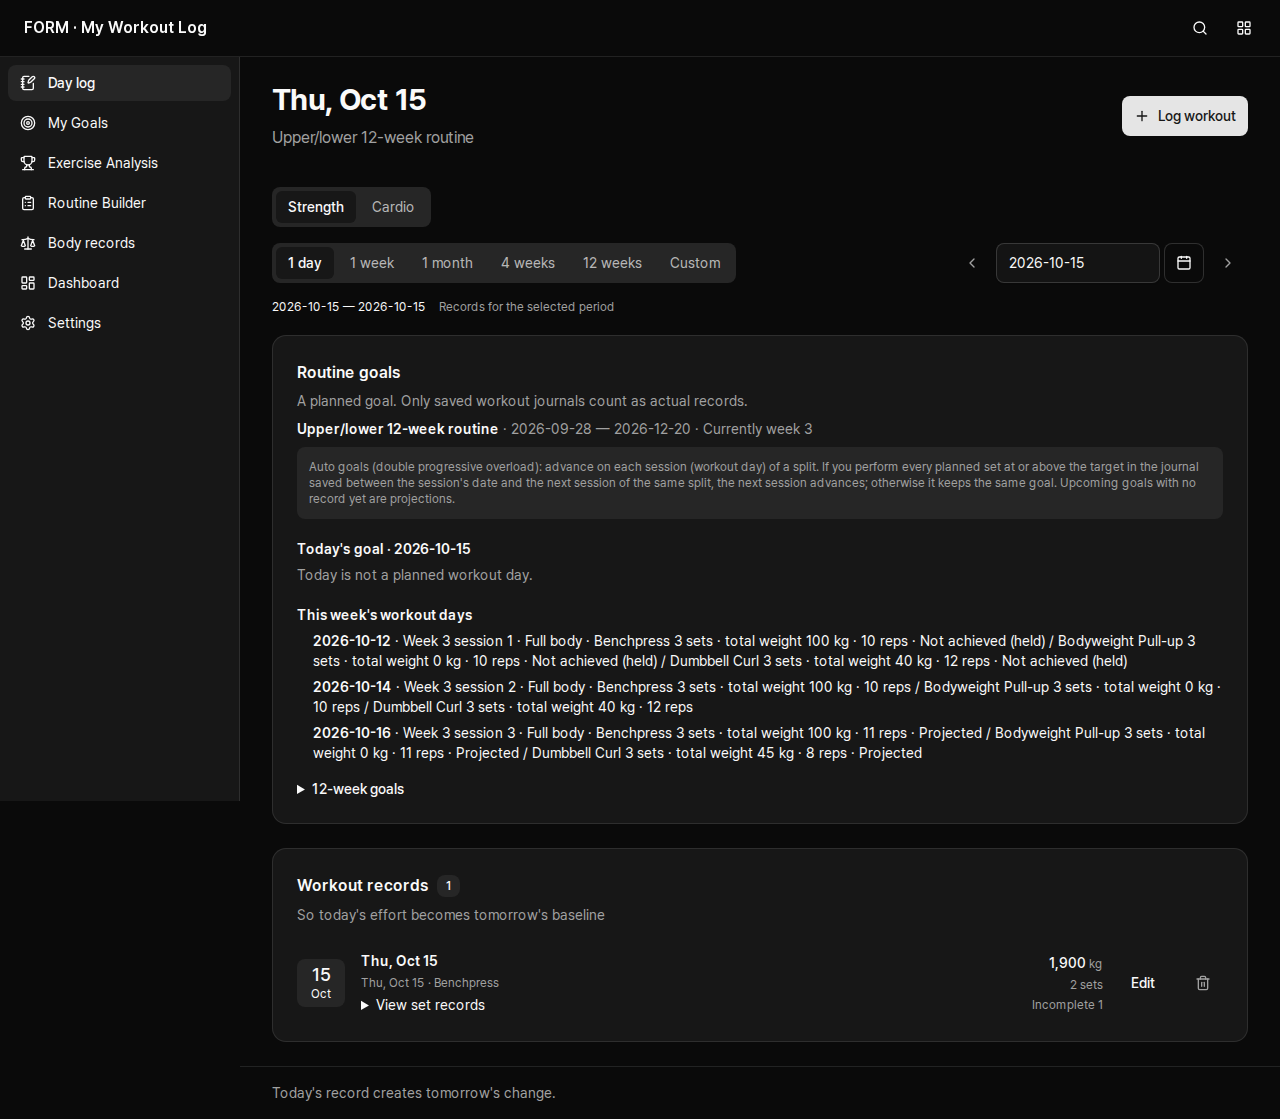 FORM · My Workout Log
Day log
My Goals
Exercise Analysis
Routine Builder
Body records
Dashboard
Settings
Thu, Oct 15
Upper/lower 12-week routine
Log workout
Strength
Cardio
1 day
1 week
1 month
4 weeks
12 weeks
Custom
2026-10-15
2026-10-15 — 2026-10-15 Records for the selected period
Routine goals
A planned goal. Only saved workout journals count as actual records.
Upper/lower 12-week routine · 2026-09-28 — 2026-12-20 · Currently week 3
Auto goals (double progressive overload): advance on each session (workout day) of a split. If you perform every planned set at or above the target in the journal
saved between the session's date and the next session of the same split, the next session advances; otherwise it keeps the same goal. Upcoming goals with no
record yet are projections.
Today's goal · 2026-10-15
Today is not a planned workout day.
This week's workout days
2026-10-12 · Week 3 session 1 · Full body · Benchpress 3 sets · total weight 100 kg · 10 reps · Not achieved (held) / Bodyweight Pull-up 3
sets · total weight 0 kg · 10 reps · Not achieved (held) / Dumbbell Curl 3 sets · total weight 40 kg · 12 reps · Not achieved (held)
2026-10-14 · Week 3 session 2 · Full body · Benchpress 3 sets · total weight 100 kg · 10 reps / Bodyweight Pull-up 3 sets · total weight 0 kg ·
10 reps / Dumbbell Curl 3 sets · total weight 40 kg · 12 reps
2026-10-16 · Week 3 session 3 · Full body · Benchpress 3 sets · total weight 100 kg · 11 reps · Projected / Bodyweight Pull-up 3 sets · total
weight 0 kg · 11 reps · Projected / Dumbbell Curl 3 sets · total weight 45 kg · 8 reps · Projected
12-week goals
Workout records 1
So today's effort becomes tomorrow's baseline
15
Oct
Thu, Oct 15
Thu, Oct 15 · Benchpress
View set records
1,900 kg
2 sets
Incomplete 1
Edit
Today's record creates tomorrow's change.